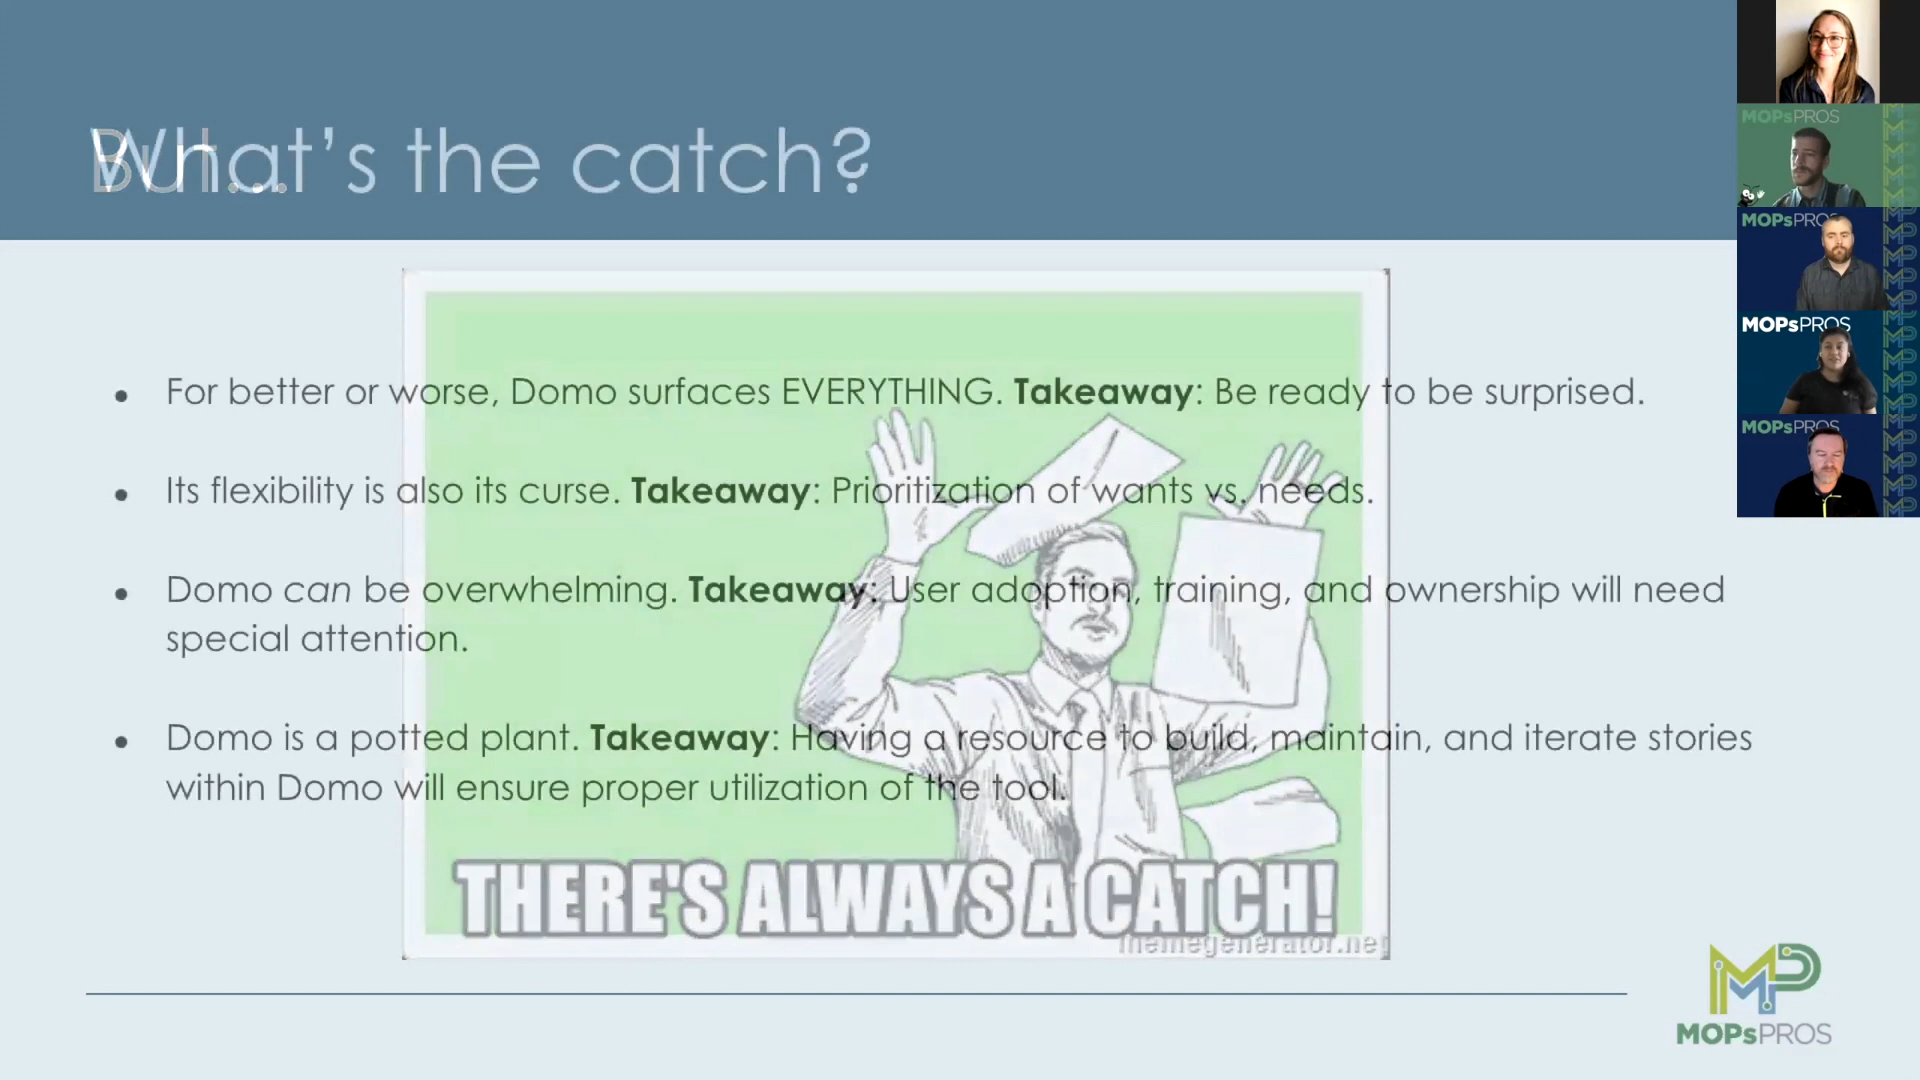 But...
What's the catch?
• For better or worse, Domo surfaces EVERYTHING. Takeaway: Be ready to be surprised.
• Its flexibility is also its curse. Takeaway: Prioritization of wants vs. needs.
• Domo can be overwhelming. Takeaway: User adoption, training, and ownership will need
special attention.
• Domo is a potted plant. Takeaway: Having a resource to build, maintain, and iterate stories
within Domo will ensure proper utilization of the tool.
THERE'S ALWAYS A CATCH!
memegenerator.net
MOPsPROS
MOPsPROS
MOPsPROS
MOPsPROS
MOPsPROS